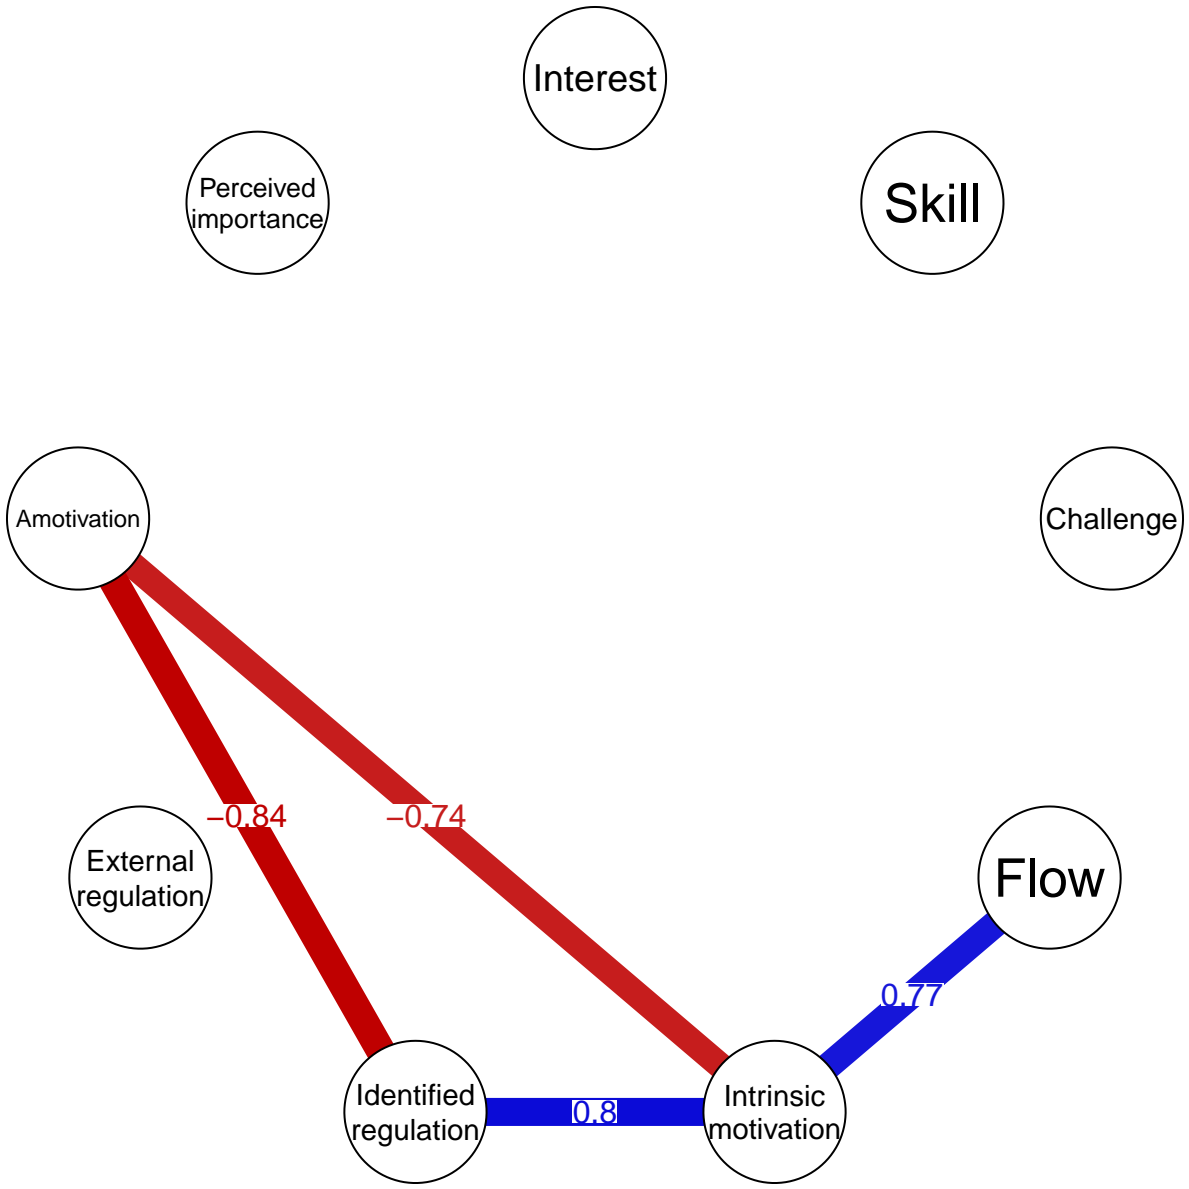 Interest
Perceived
importance
Skill
Amotivation
Challenge
−0.84
−0.74
External
regulation
Flow
0.77
Identified
regulation
0.8
Intrinsic
motivation